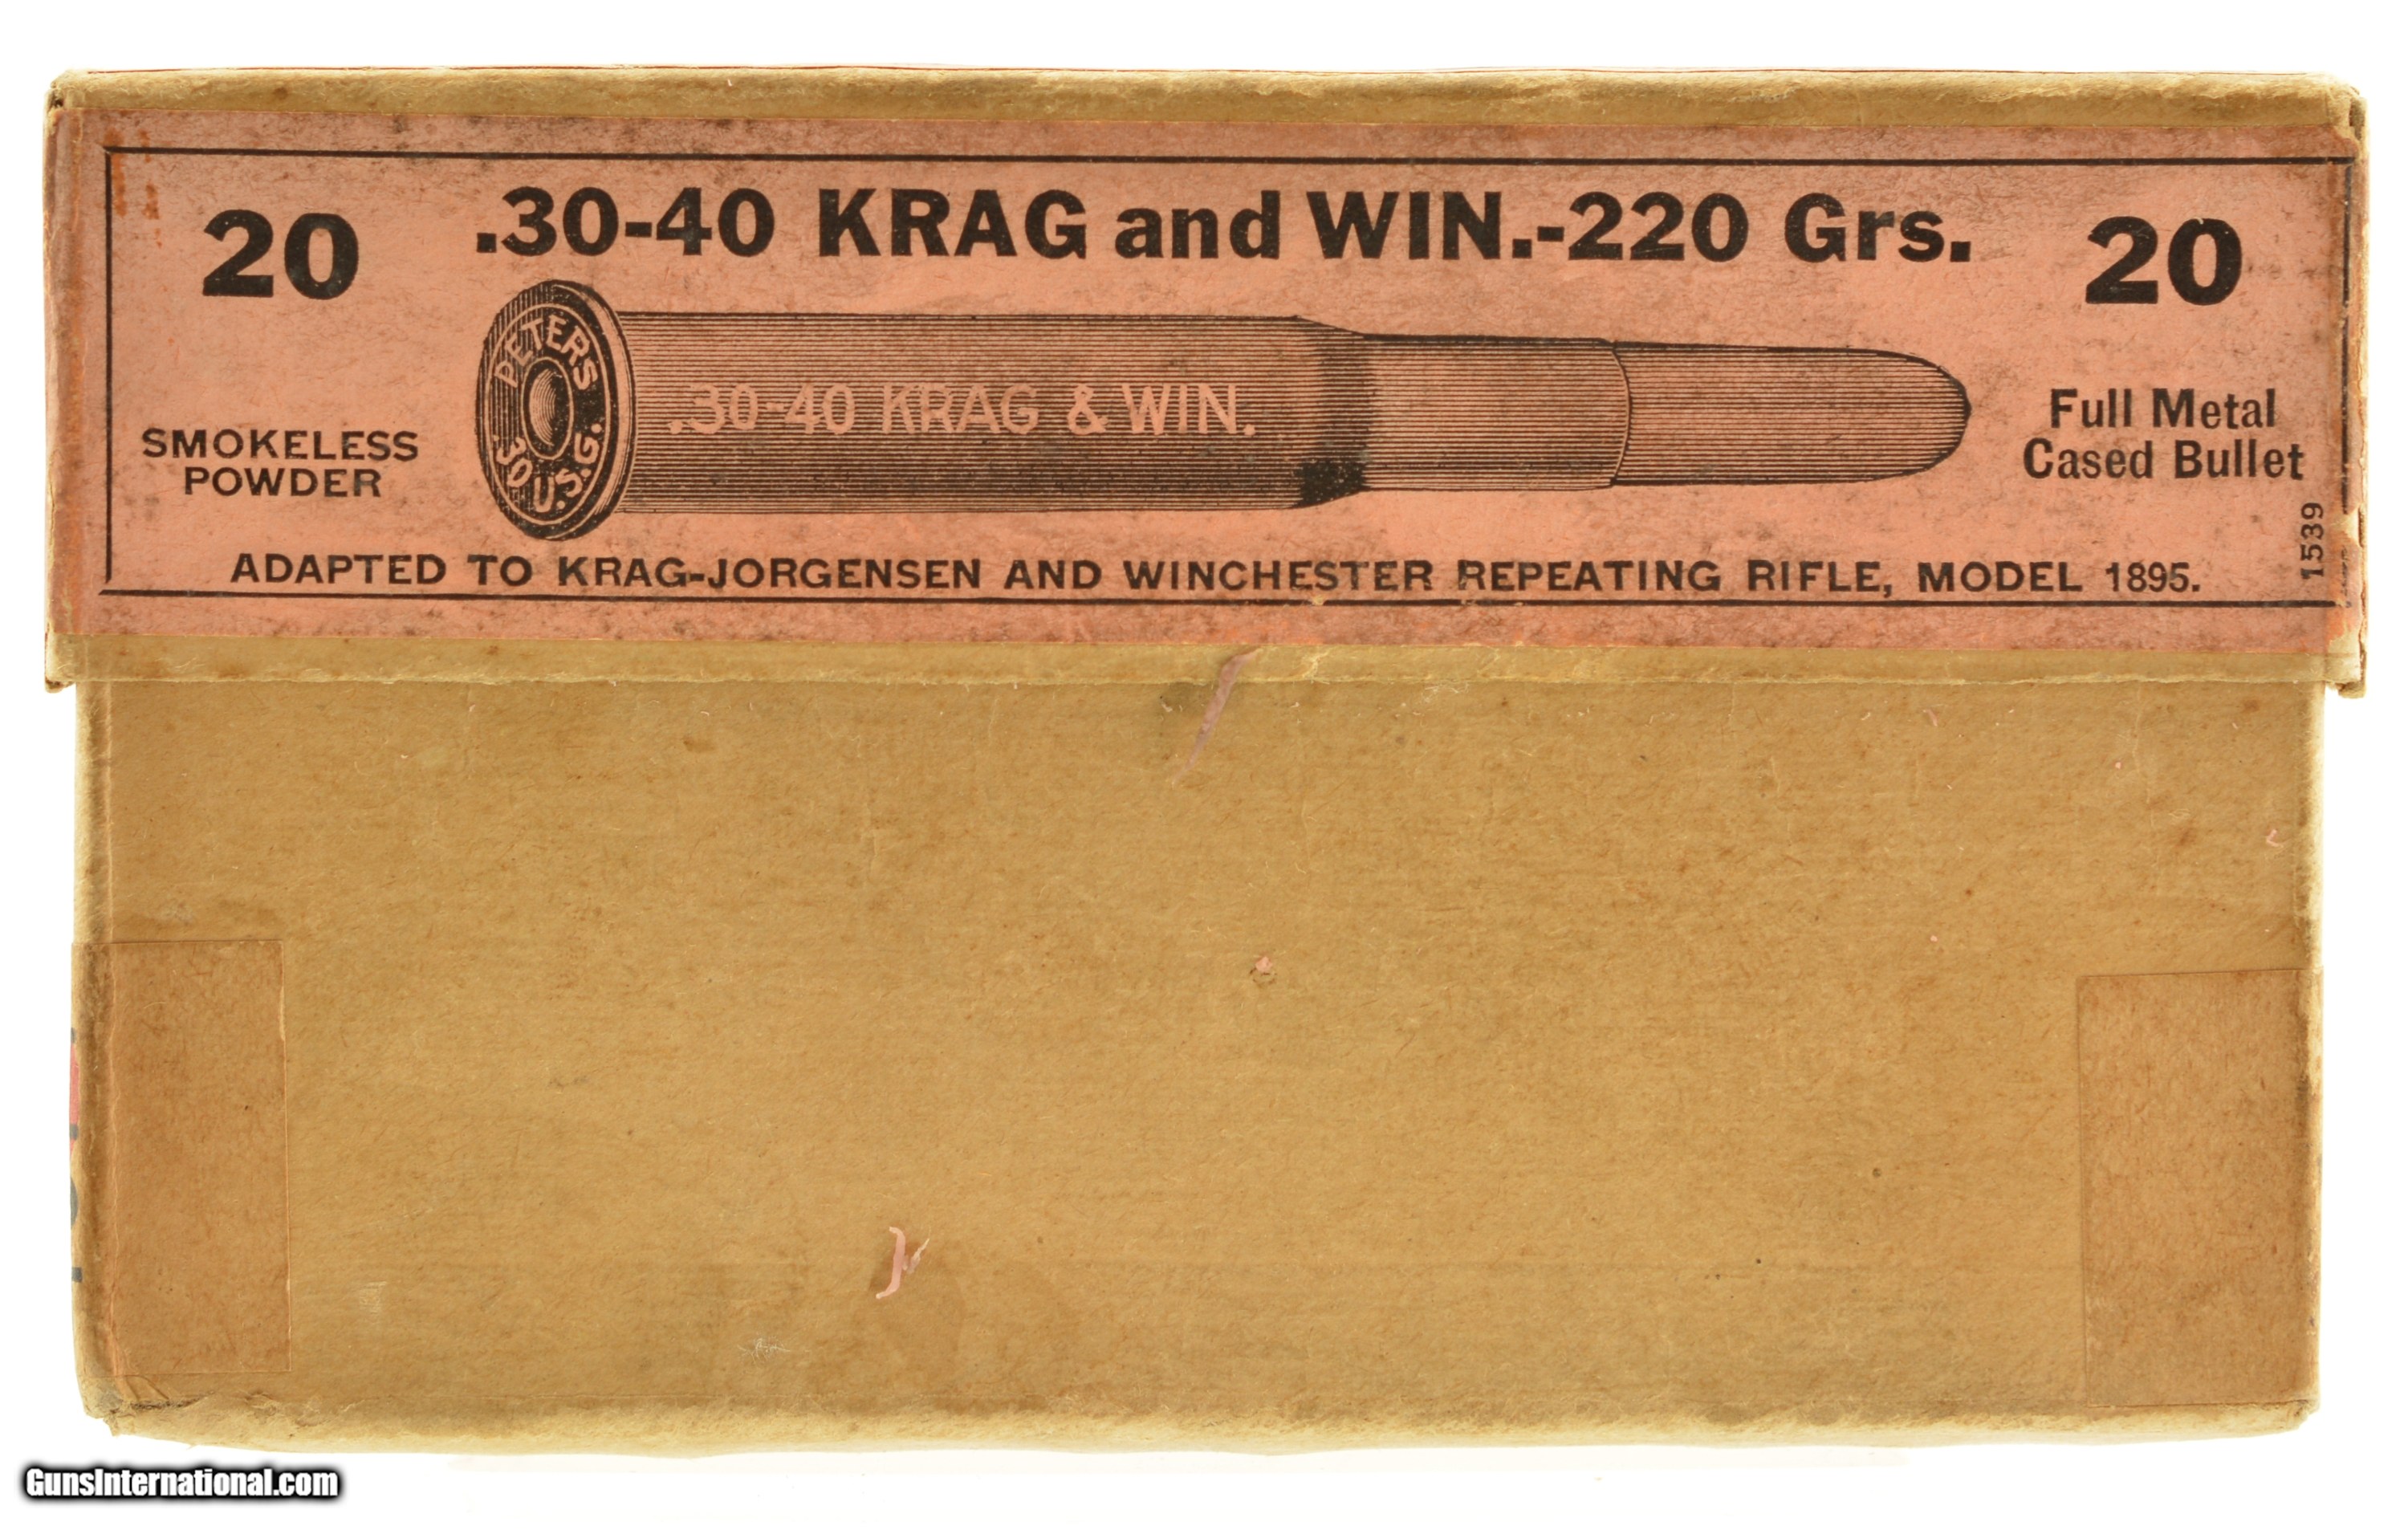 .30-40 KRAG and WIN.-220 Grs.
20
20
PETERS
30 U.S.G.
.30-40 KRAG & WIN.
SMOKELESS
POWDER
Full Metal
Cased Bullet
1539
ADAPTED TO KRAG-JORGENSEN AND WINCHESTER REPEATING RIFLE, MODEL 1895.
GunsInternational.com